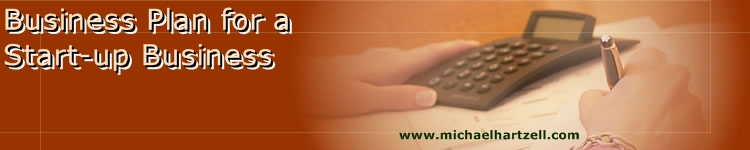 Business Plan for a
Start-up Business
www.michaelhartzell.com